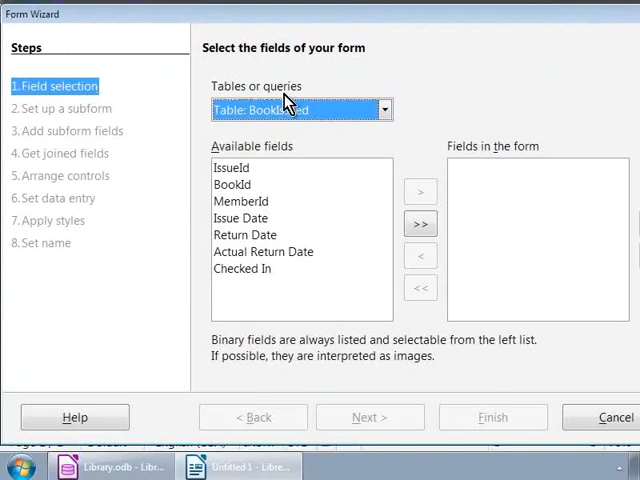 Form Wizard
Steps
Select the fields of your form
1.Field selection
2.Set up a subform
3.Add subform fields
4.Get joined fields
5.Arrange controls
6.Set data entry
7.Apply styles
8.Set name
Tables or queries
Table:
Available fields
Fields in the form
IssueId
BookId
MemberId
Issue Date
Return Date
Actual Return Date
Checked In
>
>>
<
<<
Binary fields are always listed and selectable from the left list.
If possible, they are interpreted as images.
Help
< Back
Next >
Finish
Cancel
Library.odb - Libr...
Untitled 1 - Libre...